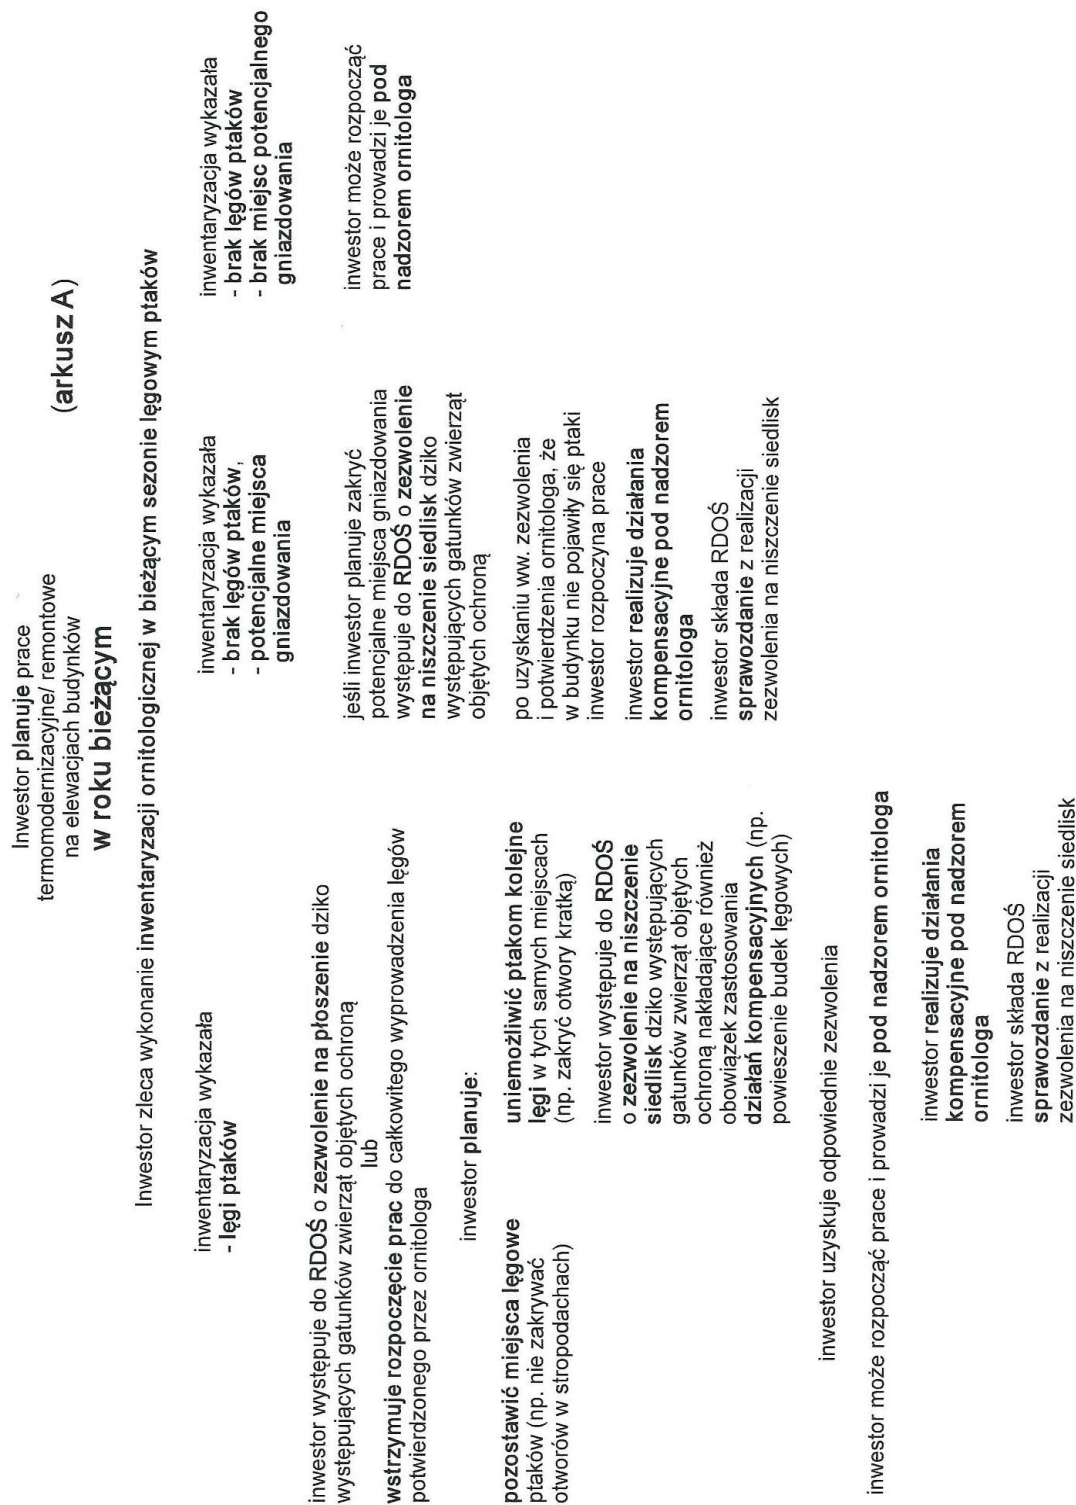 Inwestor planuje prace
termomodernizacyjne/ remontowe
na elewacjach budynków
w roku bieżącym
(arkusz A)
Inwestor zleca wykonanie inwentaryzacji ornitologicznej w bieżącym sezonie lęgowym ptaków
inwentaryzacja wykazała
- lęgi ptaków
inwestor występuje do RDOŚ o zezwolenie na płoszenie dziko
występujących gatunków zwierząt objętych ochroną
lub
wstrzymuje rozpoczęcie prac do całkowitego wyprowadzenia lęgów
potwierdzonego przez ornitologa
inwestor planuje:
pozostawić miejsca lęgowe
ptaków (np. nie zakrywać
otworów w stropodachach)
uniemożliwić ptakom kolejne
lęgi w tych samych miejscach
(np. zakryć otwory kratką)
inwestor występuje do RDOŚ
o zezwolenie na niszczenie
siedlisk dziko występujących
gatunków zwierząt objętych
ochroną nakładające również
obowiązek zastosowania
działań kompensacyjnych (np.
powieszenie budek lęgowych)
inwestor uzyskuje odpowiednie zezwolenia
inwestor może rozpocząć prace i prowadzi je pod nadzorem ornitologa
inwestor realizuje działania
kompensacyjne pod nadzorem
ornitologa
inwestor składa RDOŚ
sprawozdanie z realizacji
zezwolenia na niszczenie siedlisk
inwentaryzacja wykazała
- brak lęgów ptaków,
- potencjalne miejsca
gniazdowania
jeśli inwestor planuje zakryć
potencjalne miejsca gniazdowania
występuje do RDOŚ o zezwolenie
na niszczenie siedlisk dziko
występujących gatunków zwierząt
objętych ochroną
po uzyskaniu ww. zezwolenia
i potwierdzenia ornitologa, że
w budynku nie pojawiły się ptaki
inwestor rozpoczyna prace
inwestor realizuje działania
kompensacyjne pod nadzorem
ornitologa
inwestor składa RDOŚ
sprawozdanie z realizacji
zezwolenia na niszczenie siedlisk
inwentaryzacja wykazała
- brak lęgów ptaków
- brak miejsc potencjalnego
gniazdowania
inwestor może rozpocząć
prace i prowadzi je pod
nadzorem ornitologa